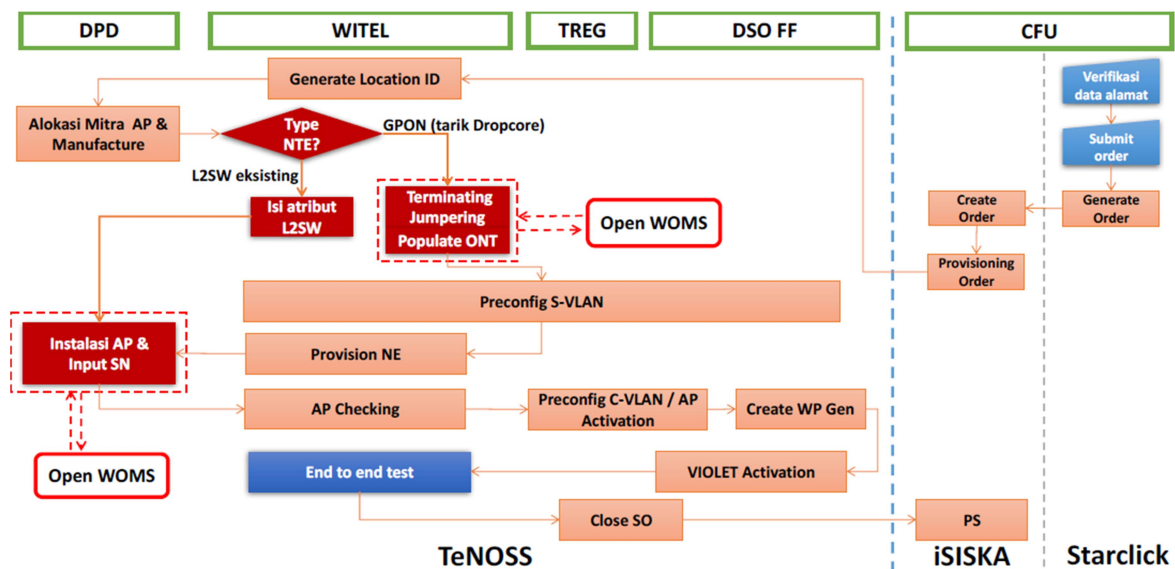 DPD
WITEL
TREG
DSO FF
CFU
Generate Location ID
Verifikasi
data alamat
Alokasi Mitra AP &
Manufacture
Type
NTE?
GPON (tarik Dropcore)
Submit
order
L2SW eksisting
Isi atribut
L2SW
Terminating
Jumpering
Populate ONT
Open WOMS
Create
Order
Generate
Order
Provisioning
Order
Preconfig S-VLAN
Instalasi AP &
Input SN
Provision NE
AP Checking
Preconfig C-VLAN / AP
Activation
Create WP Gen
Open WOMS
End to end test
VIOLET Activation
Close SO
PS
TeNOSS
iSISKA
Starclick